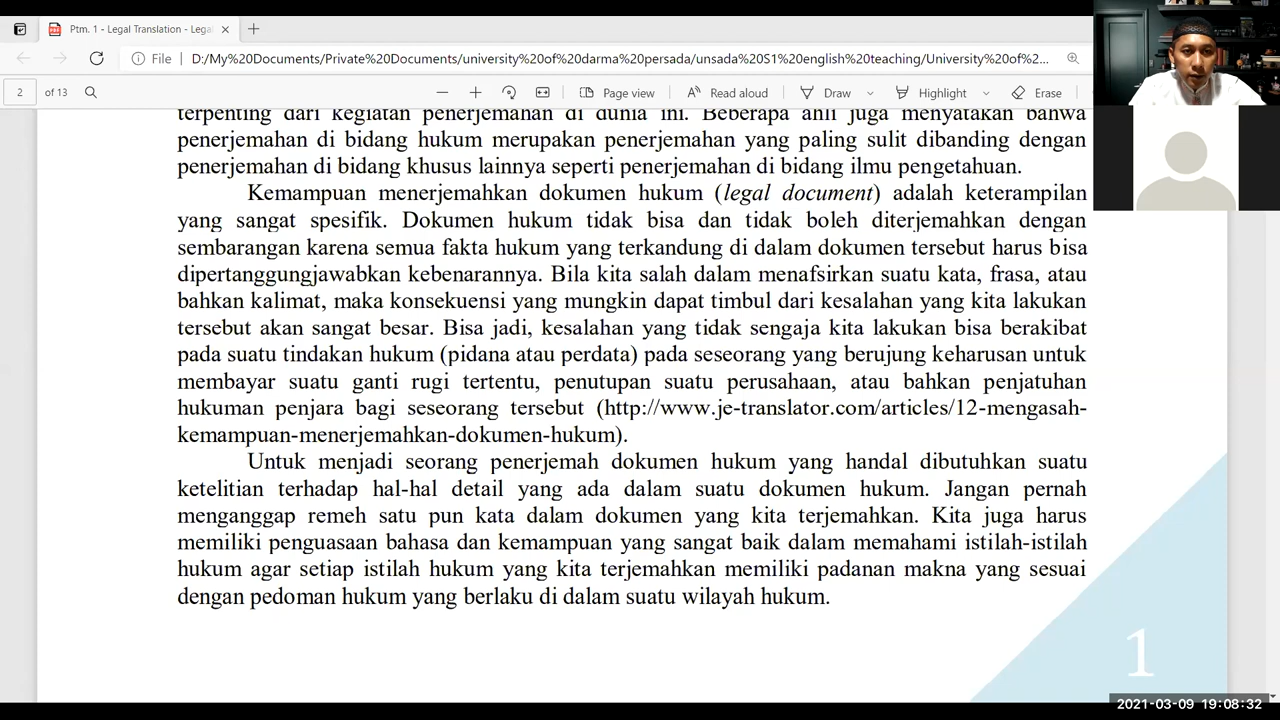 Ptm. 1 - Legal Translation - Lega
File
D:/My%20Documents/Private%20Documents/university%20of%20darma%20persada/unsada%20S1%20english%20teaching/University%20of%2...
2 of 13
Page view
Read aloud
Draw
Highlight
Erase
terpenting dari kegiatan penerjemahan di dunia ini. Beberapa ahli juga menyatakan bahwa
penerjemahan di bidang hukum merupakan penerjemahan yang paling sulit dibanding dengan
penerjemahan di bidang khusus lainnya seperti penerjemahan di bidang ilmu pengetahuan.
Kemampuan menerjemahkan dokumen hukum (legal document) adalah keterampilan
yang sangat spesifik. Dokumen hukum tidak bisa dan tidak boleh diterjemahkan dengan
sembarangan karena semua fakta hukum yang terkandung di dalam dokumen tersebut harus bisa
dipertanggungjawabkan kebenarannya. Bila kita salah dalam menafsirkan suatu kata, frasa, atau
bahkan kalimat, maka konsekuensi yang mungkin dapat timbul dari kesalahan yang kita lakukan
tersebut akan sangat besar. Bisa jadi, kesalahan yang tidak sengaja kita lakukan bisa berakibat
pada suatu tindakan hukum (pidana atau perdata) pada seseorang yang berujung keharusan untuk
membayar suatu ganti rugi tertentu, penutupan suatu perusahaan, atau bahkan penjatuhan
hukuman penjara bagi seseorang tersebut (http://www.je-translator.com/articles/12-mengasah-
kemampuan-menerjemahkan-dokumen-hukum).
Untuk menjadi seorang penerjemah dokumen hukum yang handal dibutuhkan suatu
ketelitian terhadap hal-hal detail yang ada dalam suatu dokumen hukum. Jangan pernah
menganggap remeh satu pun kata dalam dokumen yang kita terjemahkan. Kita juga harus
memiliki penguasaan bahasa dan kemampuan yang sangat baik dalam memahami istilah-istilah
hukum agar setiap istilah hukum yang kita terjemahkan memiliki padanan makna yang sesuai
dengan pedoman hukum yang berlaku di dalam suatu wilayah hukum.
1
2021-03-09 19:08:32